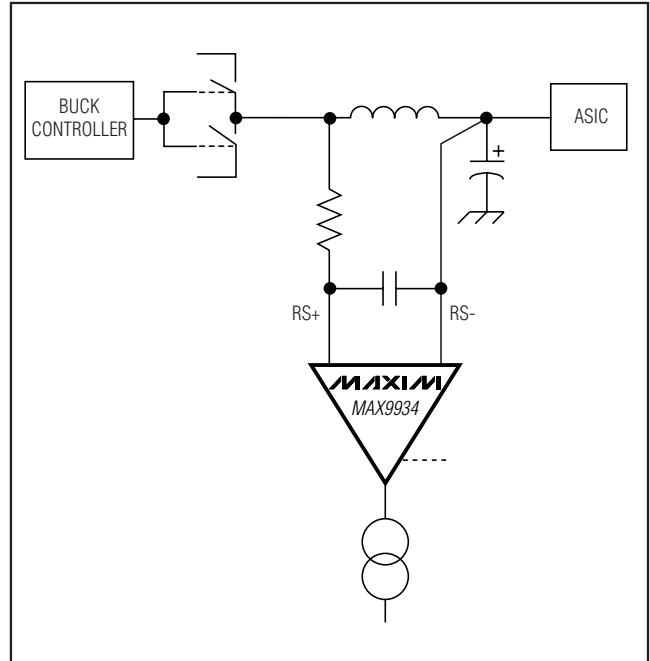 BUCK
CONTROLLER
ASIC
+
RS+
RS-
MAXIM
MAX9934